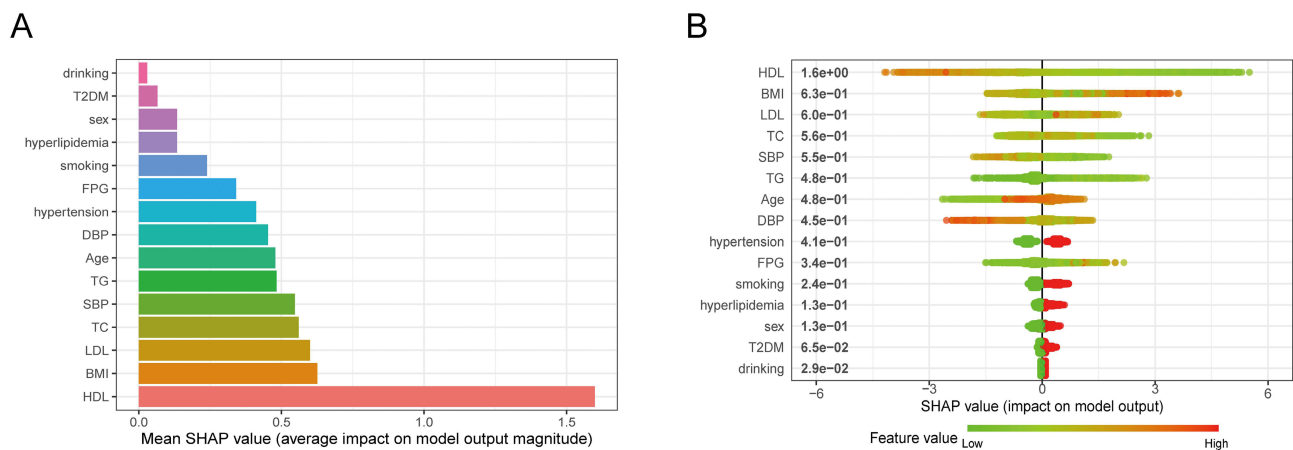 A
drinking
T2DM
sex
hyperlipidemia
smoking
FPG
hypertension
DBP
Age
TG
SBP
TC
LDL
BMI
HDL
0.0 0.5 1.0 1.5
Mean SHAP value (average impact on model output magnitude)
B
HDL 1.6e+00
BMI 6.3e−01
LDL 6.0e−01
TC 5.6e−01
SBP 5.5e−01
TG 4.8e−01
Age 4.8e−01
DBP 4.5e−01
hypertension 4.1e−01
FPG 3.4e−01
smoking 2.4e−01
hyperlipidemia 1.3e−01
sex 1.3e−01
T2DM 6.5e−02
drinking 2.9e−02
−6 −3 0 3 6
SHAP value (impact on model output)
Feature value Low High